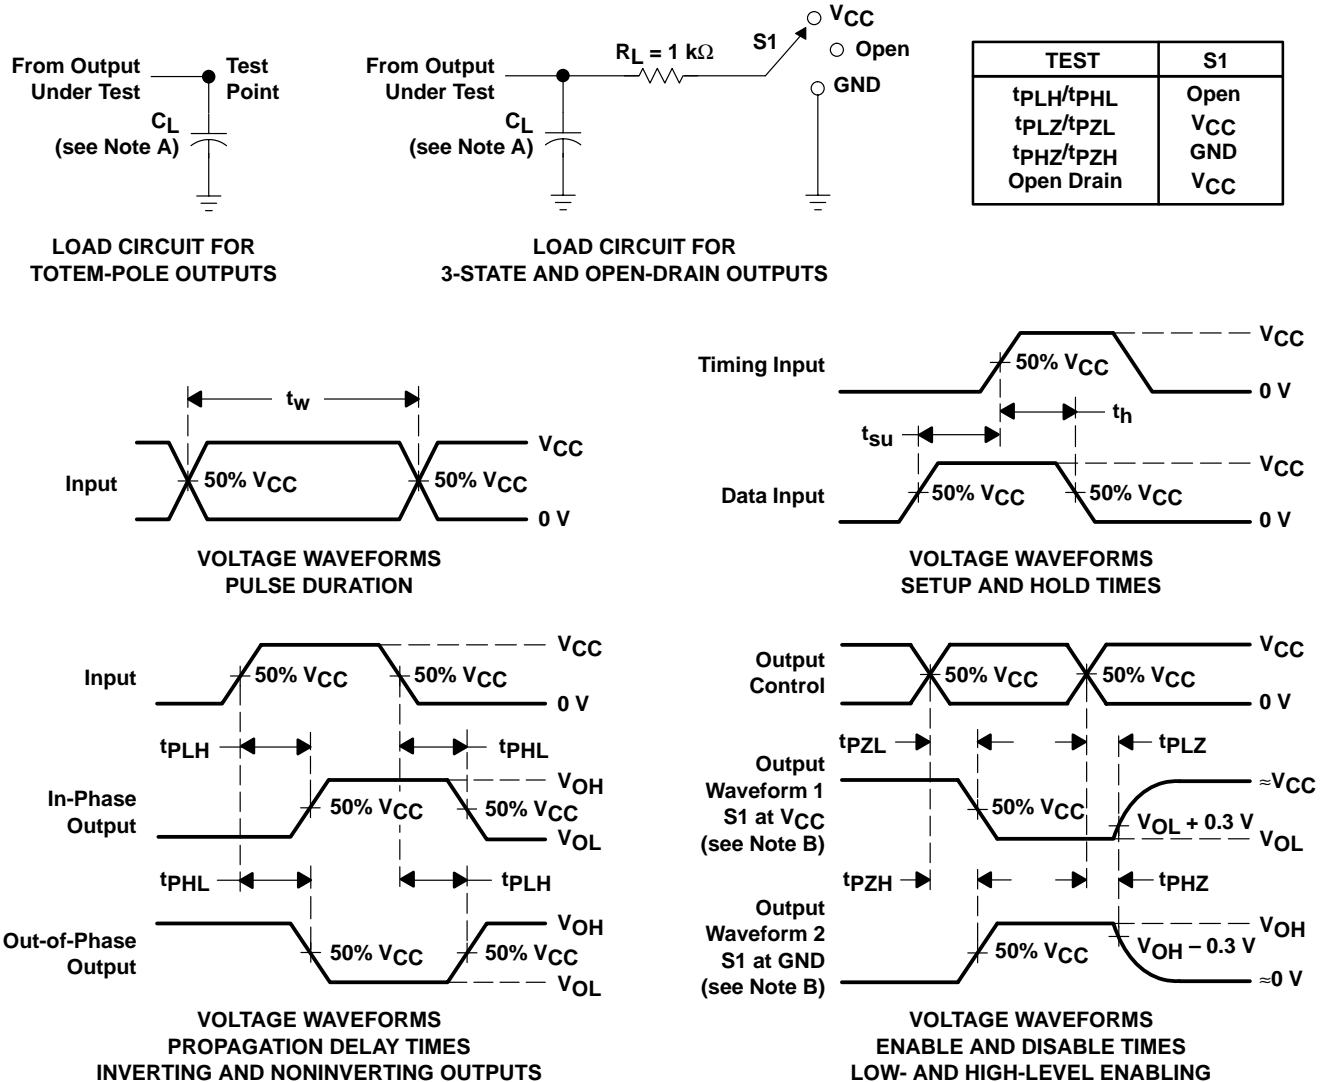 From Output
Under Test
Test
Point
CL
(see Note A)
LOAD CIRCUIT FOR
TOTEM-POLE OUTPUTS
From Output
Under Test
CL
(see Note A)
RL = 1 kΩ
S1
VCC
Open
GND
LOAD CIRCUIT FOR
3-STATE AND OPEN-DRAIN OUTPUTS
TEST S1
tPLH/tPHL Open
tPLZ/tPZL VCC
tPHZ/tPZH GND
Open Drain VCC
tw
Input
50% VCC
50% VCC
VCC
0 V
VOLTAGE WAVEFORMS
PULSE DURATION
Timing Input
50% VCC
VCC
0 V
tsu
th
Data Input
50% VCC
50% VCC
VCC
0 V
VOLTAGE WAVEFORMS
SETUP AND HOLD TIMES
Input
50% VCC
50% VCC
VCC
0 V
tPLH
tPHL
In-Phase
Output
50% VCC
50% VCC
VOH
VOL
tPHL
tPLH
Out-of-Phase
Output
50% VCC
50% VCC
VOH
VOL
VOLTAGE WAVEFORMS
PROPAGATION DELAY TIMES
INVERTING AND NONINVERTING OUTPUTS
Output
Control
50% VCC
50% VCC
VCC
0 V
tPZL
tPLZ
Output
Waveform 1
S1 at VCC
(see Note B)
50% VCC
VOL + 0.3 V
≈VCC
VOL
tPZH
tPHZ
Output
Waveform 2
S1 at GND
(see Note B)
50% VCC
VOH − 0.3 V
VOH
≈0 V
VOLTAGE WAVEFORMS
ENABLE AND DISABLE TIMES
LOW- AND HIGH-LEVEL ENABLING